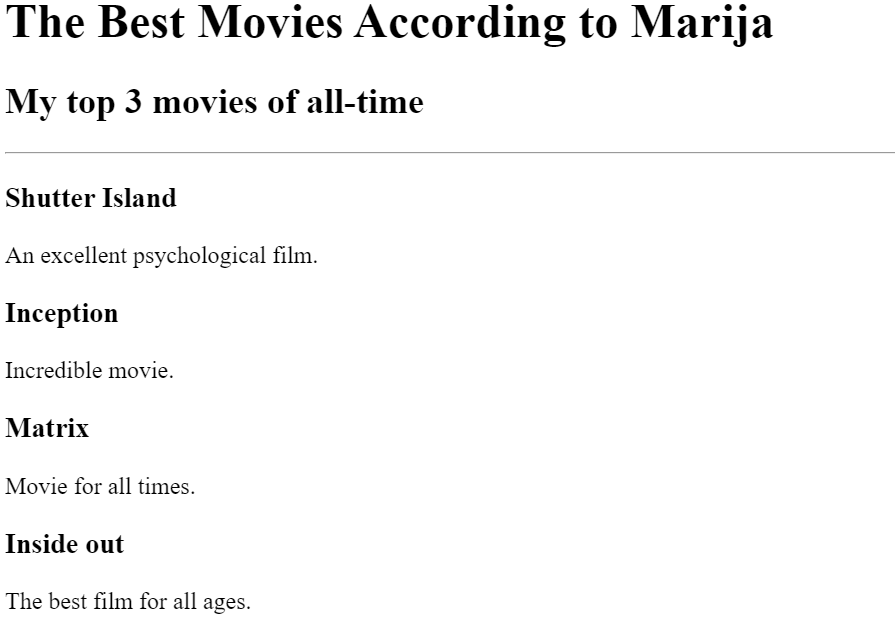 The Best Movies According to Marija
My top 3 movies of all-time
Shutter Island
An excellent psychological film.
Inception
Incredible movie.
Matrix
Movie for all times.
Inside out
The best film for all ages.